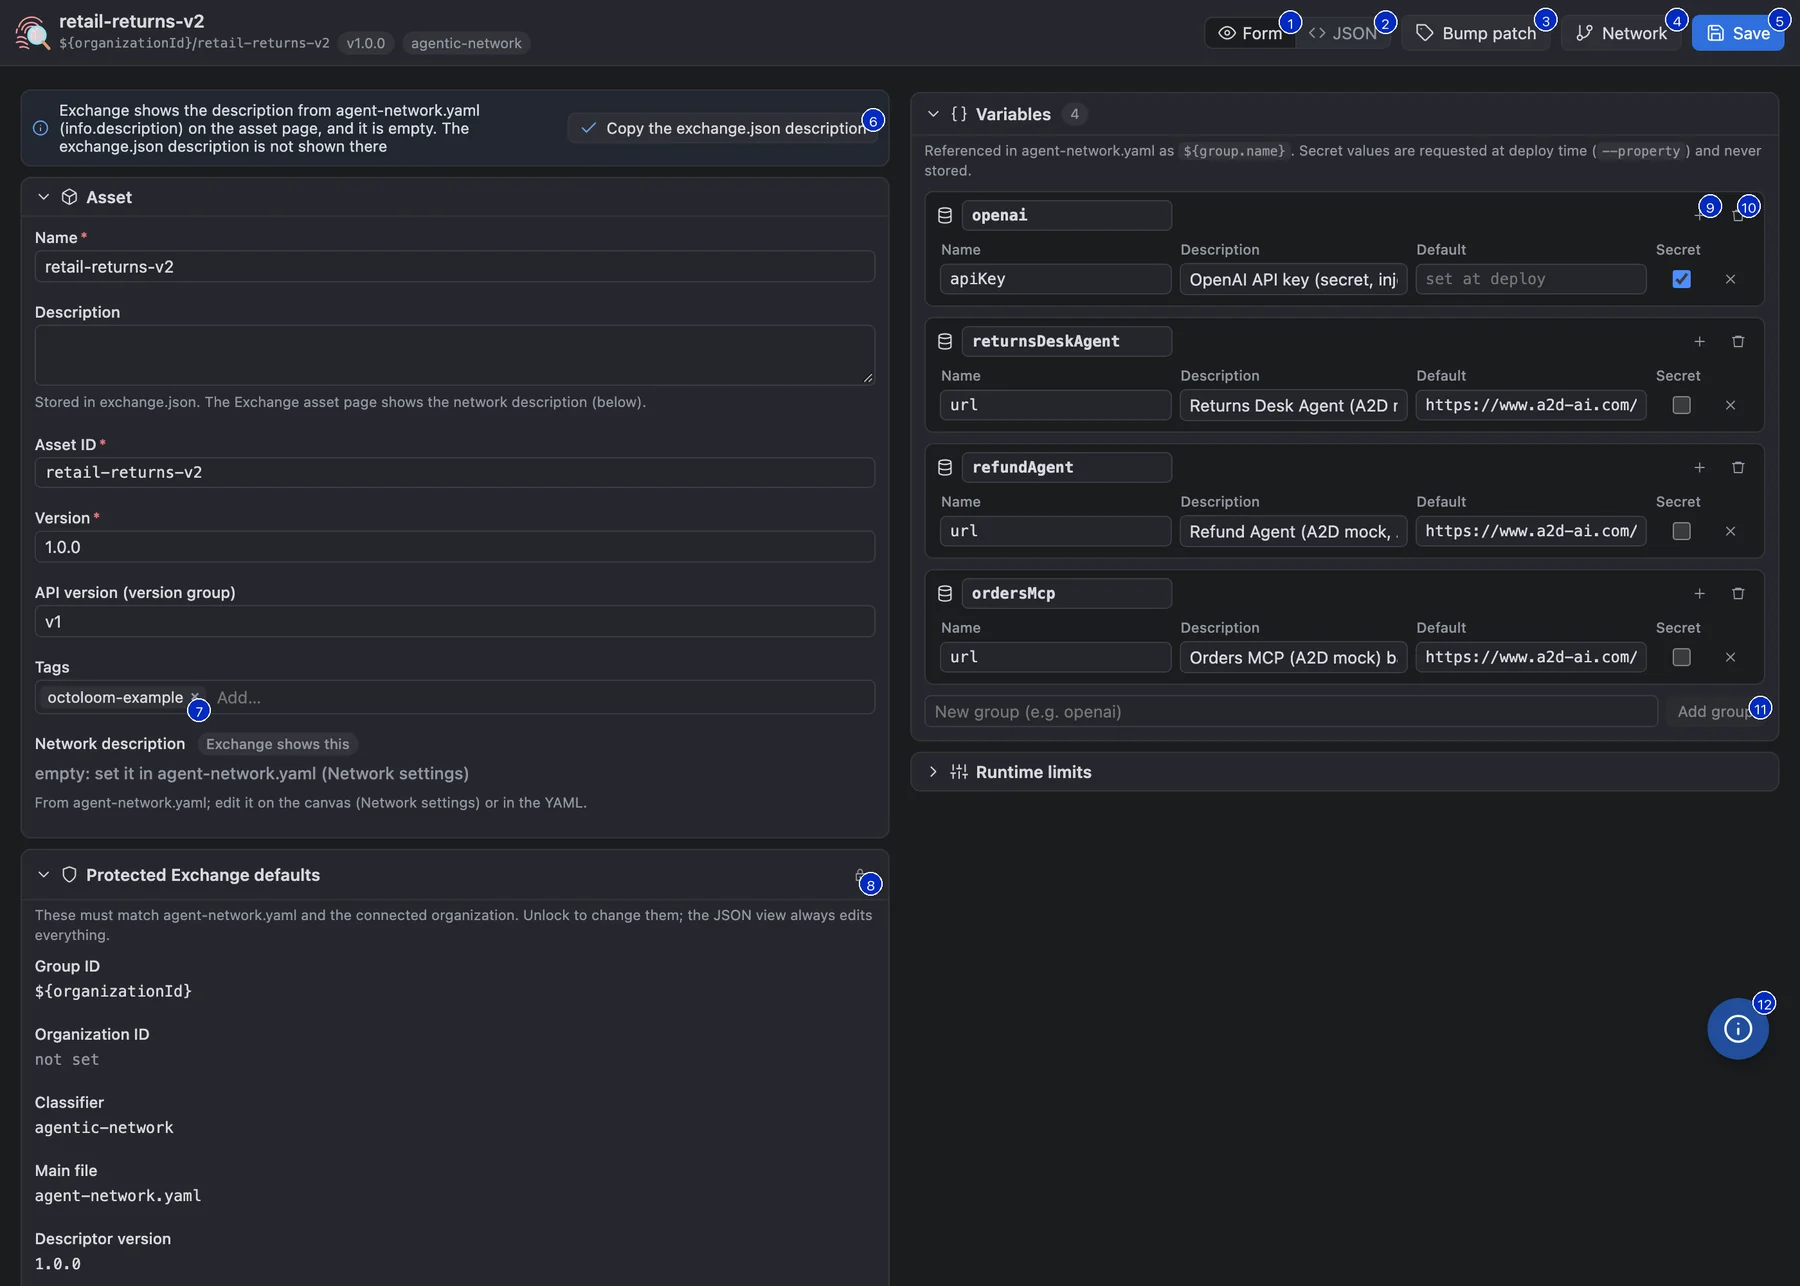 retail-returns-v2
${organizationId}/retail-returns-v2 v1.0.0 agentic-network
Form 1
JSON 2
Bump patch 3
Network 4
Save 5
Exchange shows the description from agent-network.yaml
(info.description) on the asset page, and it is empty. The
exchange.json description is not shown there
Copy the exchange.json description 6
Asset
Name *
retail-returns-v2
Description
Stored in exchange.json. The Exchange asset page shows the network description (below).
Asset ID *
retail-returns-v2
Version *
1.0.0
API version (version group)
v1
Tags
octoloom-example × Add...
7
Network description Exchange shows this
empty: set it in agent-network.yaml (Network settings)
From agent-network.yaml; edit it on the canvas (Network settings) or in the YAML.
Protected Exchange defaults
8
These must match agent-network.yaml and the connected organization. Unlock to change them; the JSON view always edits
everything.
Group ID
${organizationId}
Organization ID
not set
Classifier
agentic-network
Main file
agent-network.yaml
Descriptor version
1.0.0
{} Variables 4
Referenced in agent-network.yaml as ${group.name} . Secret values are requested at deploy time ( --property ) and never
stored.
openai
9 10
Name Description Default Secret
apiKey OpenAI API key (secret, inj set at deploy
returnsDeskAgent
Name Description Default Secret
url Returns Desk Agent (A2D https://www.a2d-ai.com/
refundAgent
Name Description Default Secret
url Refund Agent (A2D mock, https://www.a2d-ai.com/
ordersMcp
Name Description Default Secret
url Orders MCP (A2D mock) b https://www.a2d-ai.com/
New group (e.g. openai) Add group 11
Runtime limits
12